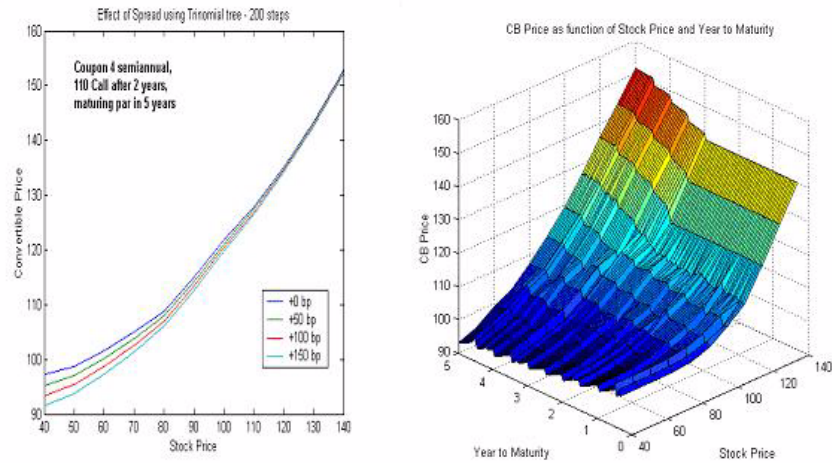 Effect of Spread using Trinomial tree - 200 steps
Convertible Price
160
150
140
130
120
110
100
90
Coupon 4 semiannual,
110 Call after 2 years,
maturing par in 5 years
+0 bp
+50 bp
+100 bp
+150 bp
40 50 60 70 80 90 100 110 120 130 140
Stock Price
CB Price as function of Stock Price and Year to Maturity
CB Price
160
150
140
130
120
110
100
90
5 4 3 2 1 0
Year to Maturity
40 60 80 100 120 140
Stock Price